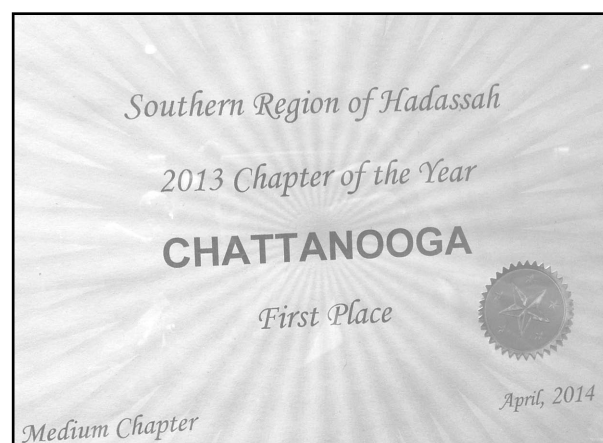 Southern Region of Hadassah
2013 Chapter of the Year
CHATTANOOGA
First Place
April, 2014
Medium Chapter